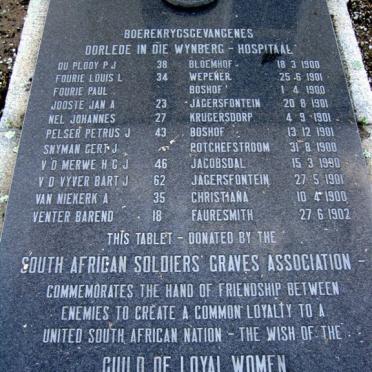 BOEREKRYGSGEVANGENES
OORLEDE IN DIE WYNBERG - HOSPITAAL
DU PLOOY P J 38 BLOEMHOF 18 3 1900
FOURIE LOUIS L 34 WEPENER 25 6 1901
FOURIE PAUL BOSHOF 1 4 1900
JOOSTE JAN A 23 JAGERSFONTEIN 20 8 1901
NEL JOHANNES 27 KRUGERSDORP 4 9 1901
PELSER PETRUS J 43 BOSHOF 13 12 1901
SNYMAN GERT J POTCHEFSTROOM 31 8 1900
V D MERWE H C J 46 JACOBSDAL 15 3 1900
V D VYVER BART J 62 JAGERSFONTEIN 27 5 1901
VAN NIEKERK A 35 CHRISTIANA 10 4 1900
VENTER BAREND 18 FAURESMITH 27 6 1902
THIS TABLET - DONATED BY THE
SOUTH AFRICAN SOLDIERS' GRAVES ASSOCIATION -
COMMEMORATES THE HAND OF FRIENDSHIP BETWEEN
ENEMIES TO CREATE A COMMON LOYALTY TO A
UNITED SOUTH AFRICAN NATION - THE WISH OF THE
GUILD OF LOYAL WOMEN